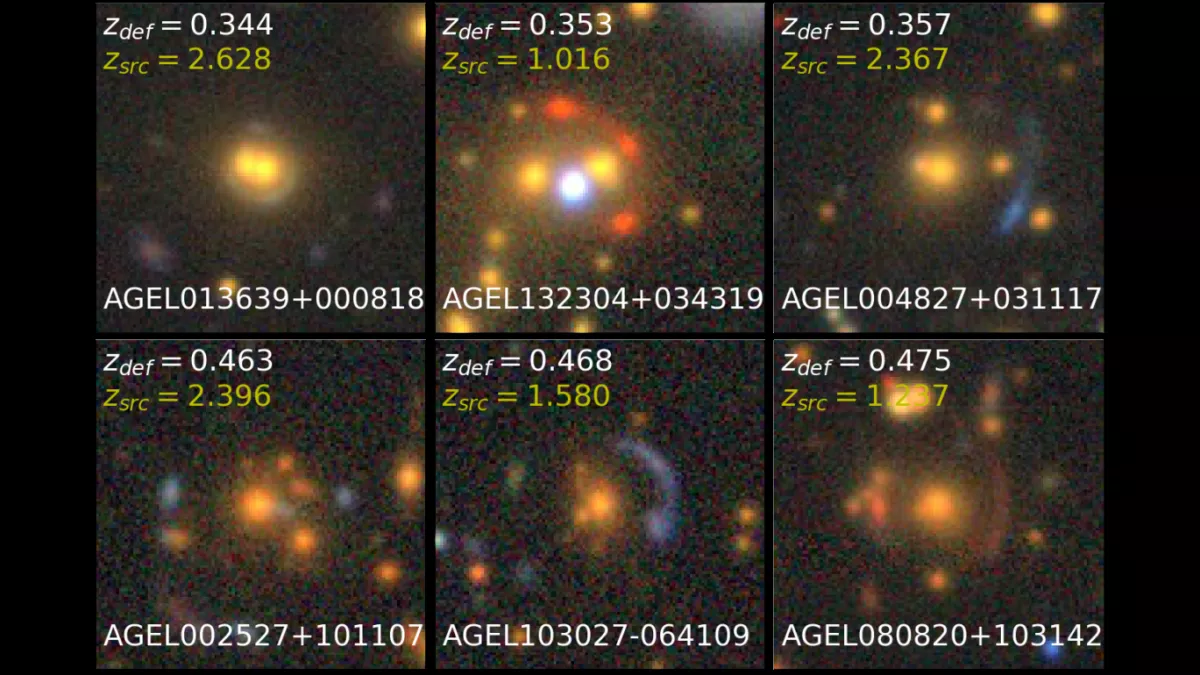 z_def = 0.344
z_src = 2.628
AGEL013639+000818
z_def = 0.353
z_src = 1.016
AGEL132304+034319
z_def = 0.357
z_src = 2.367
AGEL004827+031117
z_def = 0.463
z_src = 2.396
AGEL002527+101107
z_def = 0.468
z_src = 1.580
AGEL103027-064109
z_def = 0.475
z_src = 1.237
AGEL080820+103142